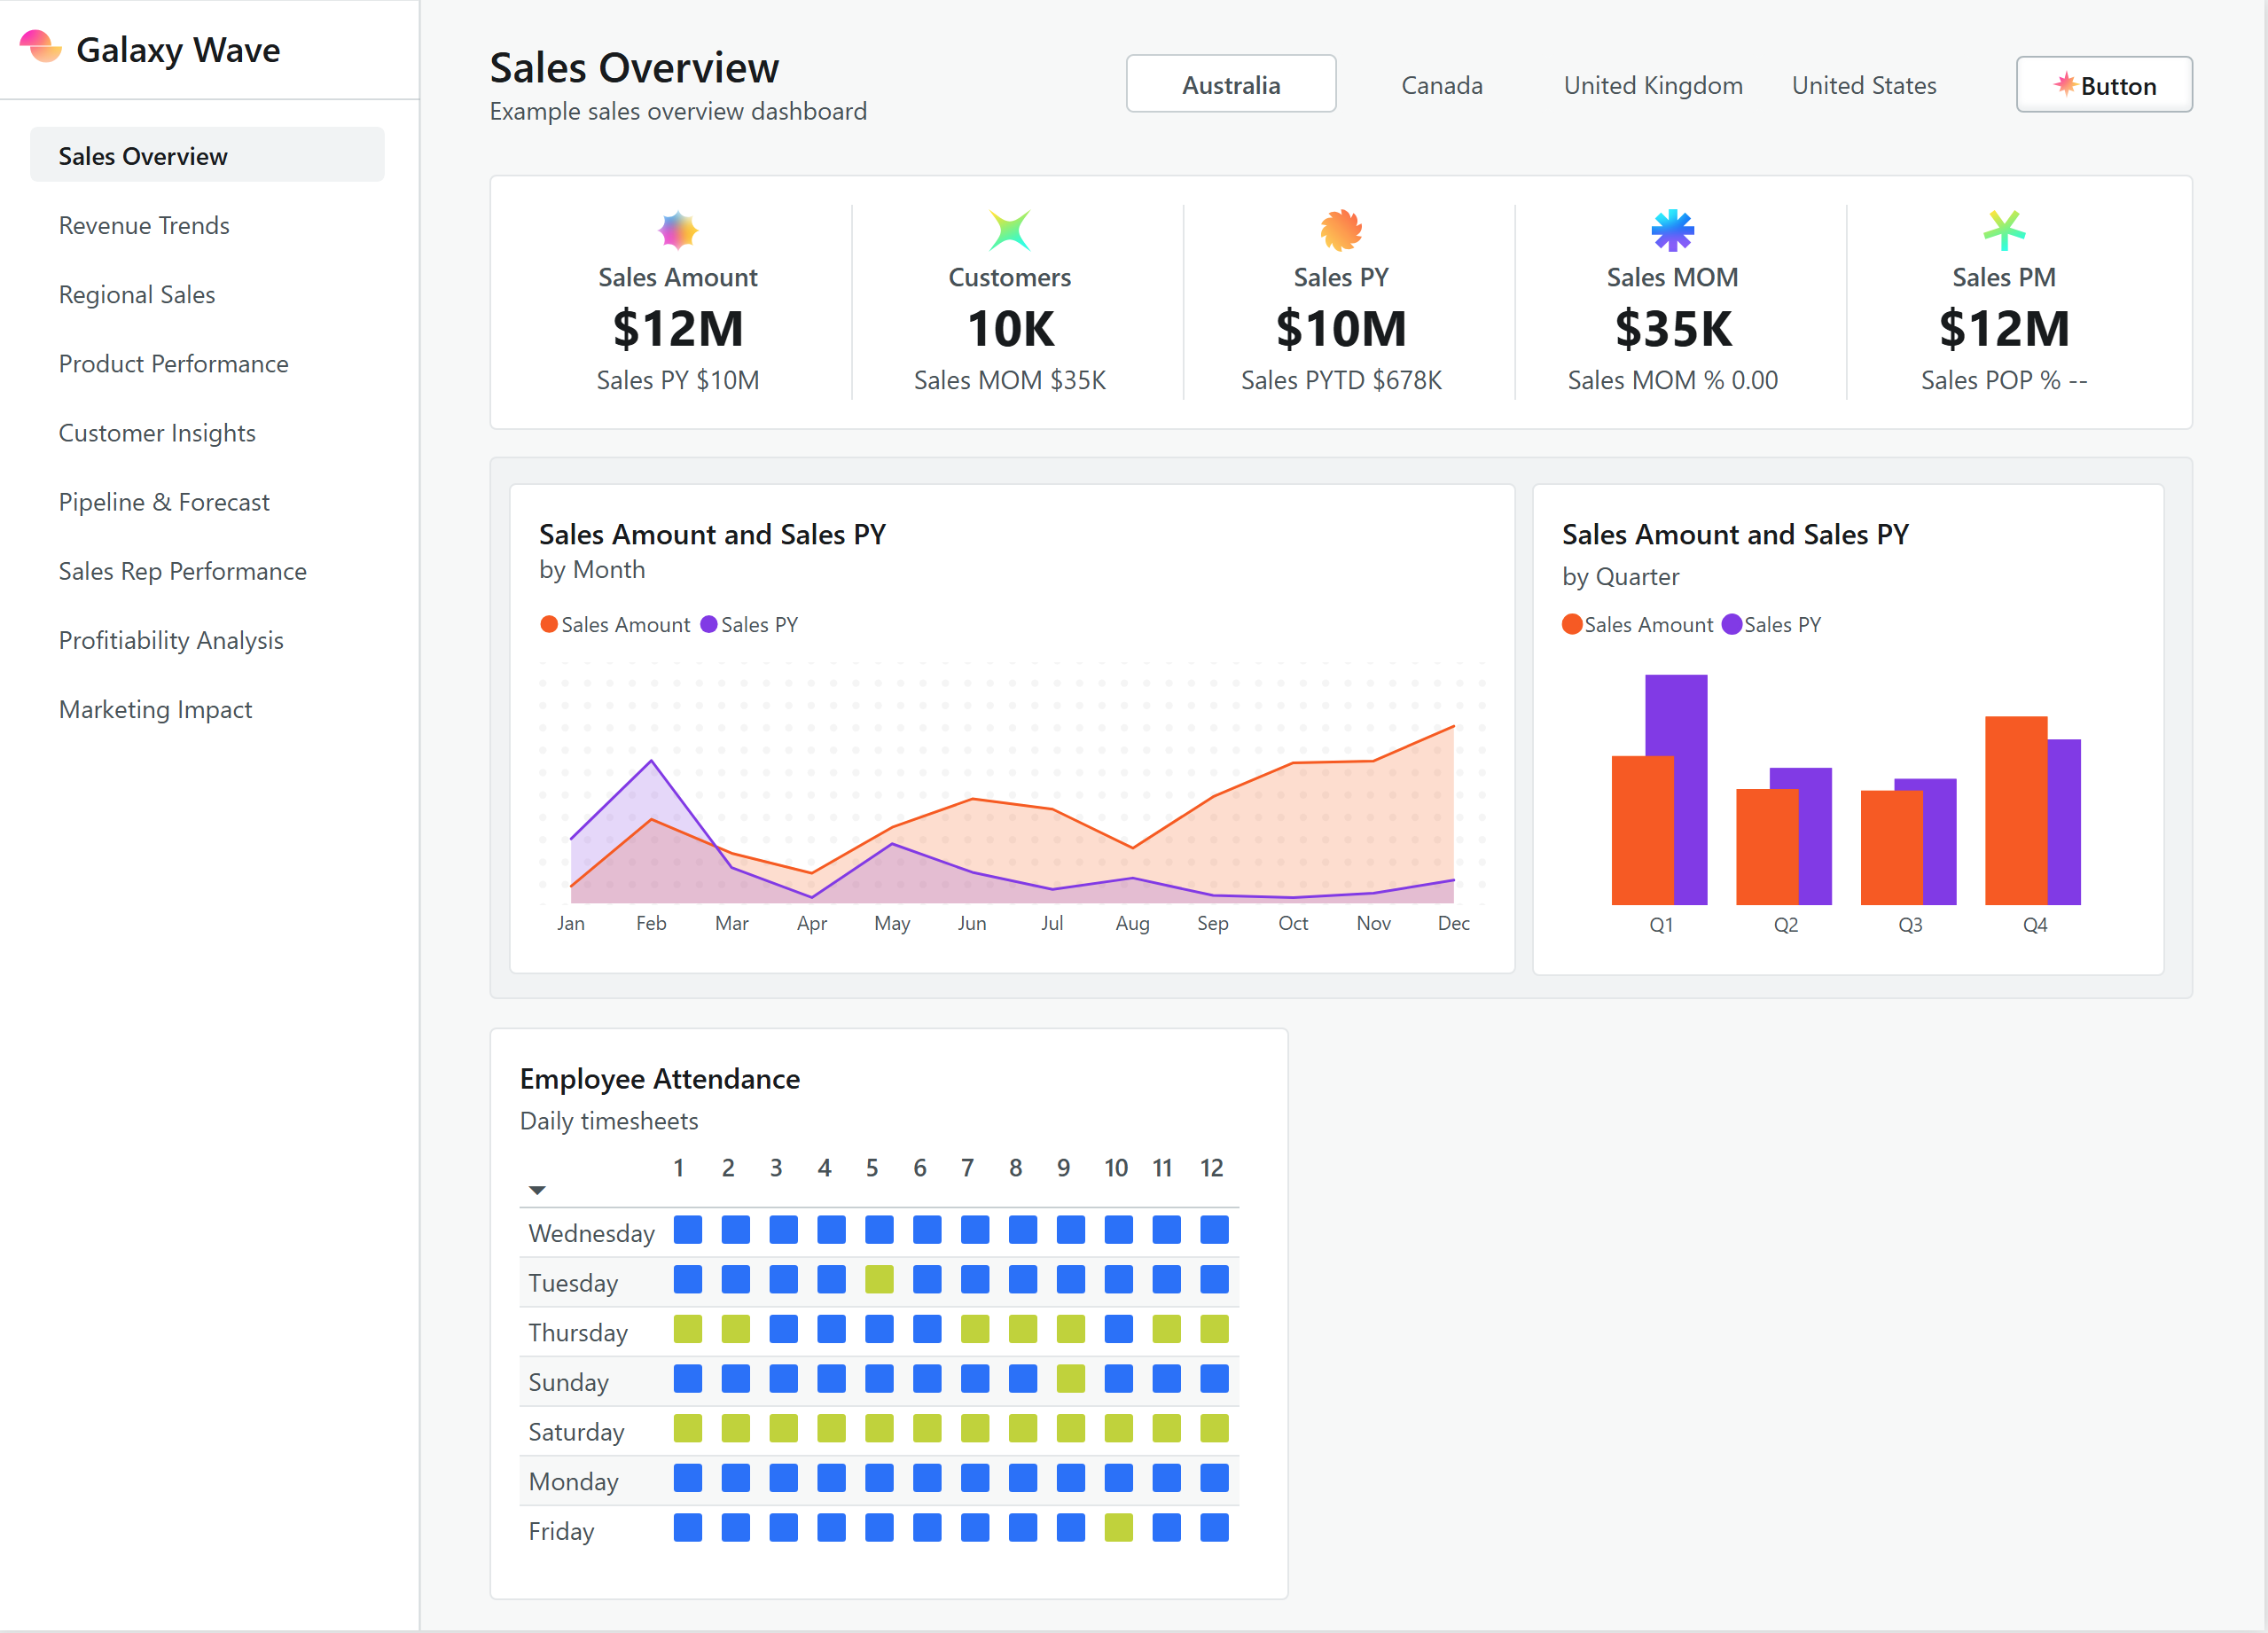 Galaxy Wave
Sales Overview
Revenue Trends
Regional Sales
Product Performance
Customer Insights
Pipeline & Forecast
Sales Rep Performance
Profitiability Analysis
Marketing Impact
Sales Overview
Example sales overview dashboard
Australia
Canada
United Kingdom
United States
Button
Sales Amount
$12M
Sales PY $10M
Customers
10K
Sales MOM $35K
Sales PY
$10M
Sales PYTD $678K
Sales MOM
$35K
Sales MOM % 0.00
Sales PM
$12M
Sales POP % --
Sales Amount and Sales PY
by Month
Sales Amount Sales PY
Jan Feb Mar Apr May Jun Jul Aug Sep Oct Nov Dec
Sales Amount and Sales PY
by Quarter
Sales Amount Sales PY
Q1 Q2 Q3 Q4
Employee Attendance
Daily timesheets
1 2 3 4 5 6 7 8 9 10 11 12
Wednesday
Tuesday
Thursday
Sunday
Saturday
Monday
Friday